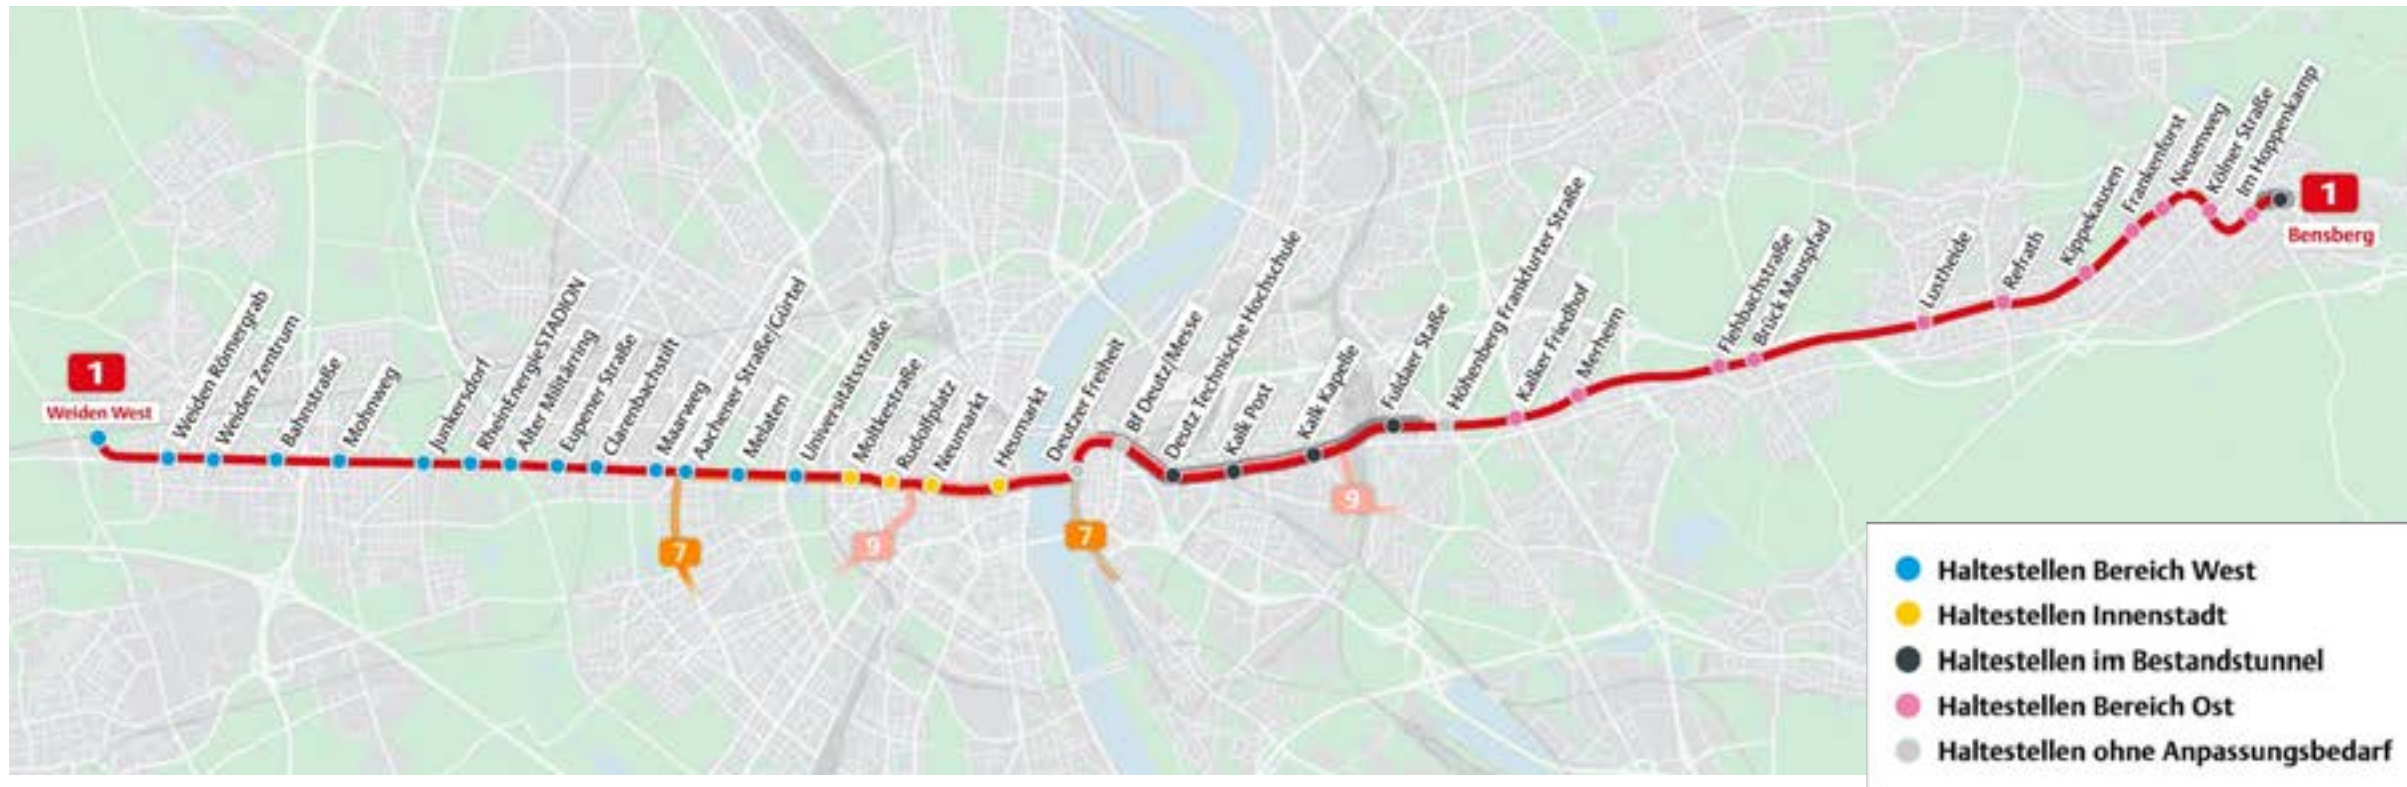 1
Weiden West
Weiden Römergrab
Weiden Zentrum
Bahnstraße
Mohnweg
Junkersdorf
RheinEnergieSTADION
Alter Militärring
Eupener Straße
Clarenbachstift
Maarweg
Aachener Straße/Gürtel
Melaten
Universitätsstraße
Moltkestraße
Rudolfplatz
Neumarkt
Heumarkt
Deutzer Freiheit
Bf Deutz/Messe
Deutz Technische Hochschule
Kalk Post
Kalk Kapelle
Fuldaer Staße
Höhenberg Frankfurter Straße
Kalker Friedhof
Merheim
Flehbachstraße
Brück Mauspfad
Lustheide
Refrath
Kippekausen
Frankenforst
Neuenweg
Kölner Straße
Im Hoppenkamp
1
Bensberg
7
9
7
9
Haltestellen Bereich West
Haltestellen Innenstadt
Haltestellen im Bestandstunnel
Haltestellen Bereich Ost
Haltestellen ohne Anpassungsbedarf